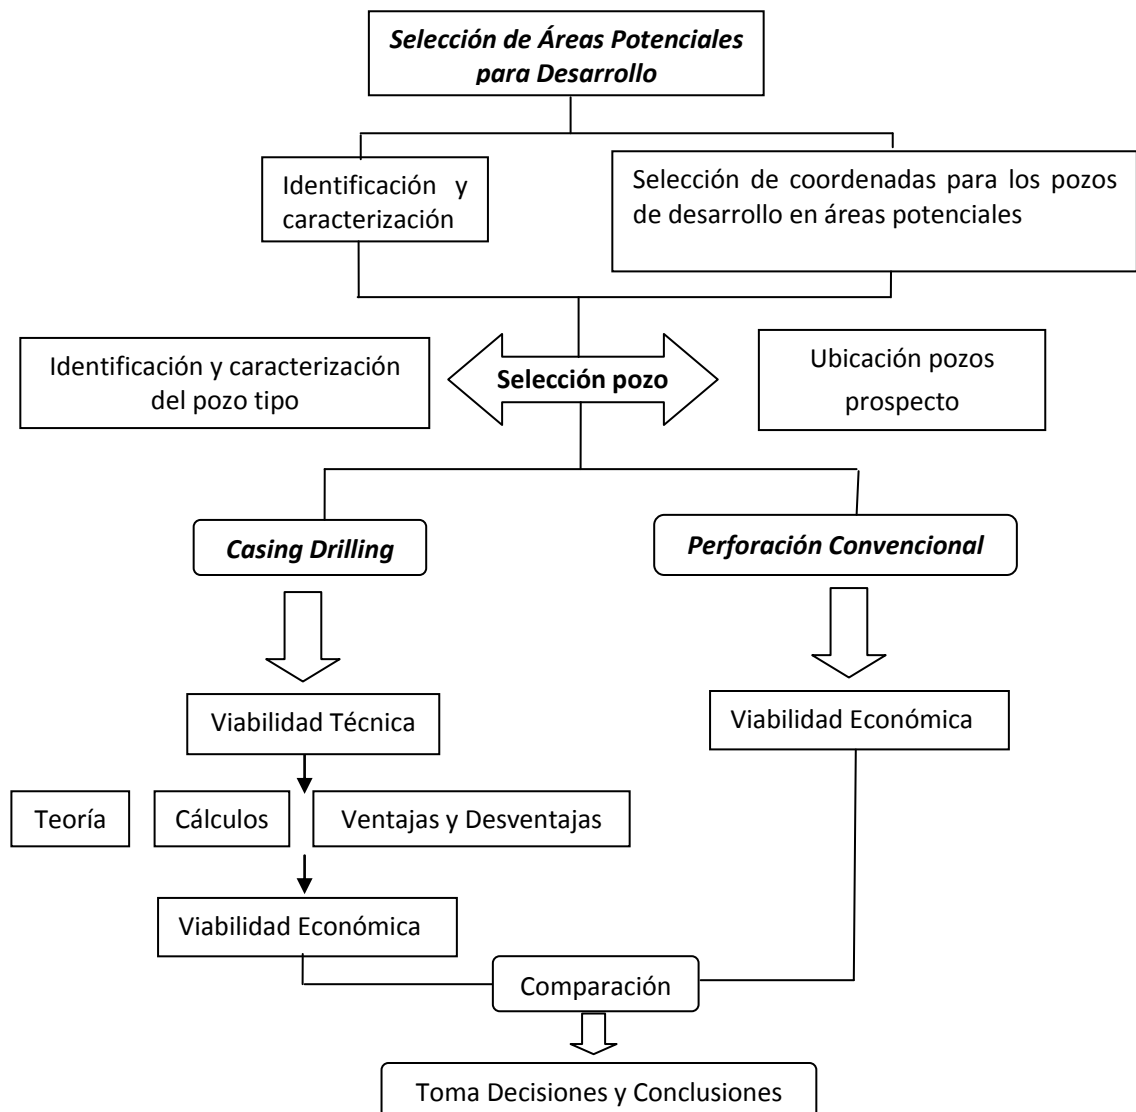 Selección de Áreas Potenciales
para Desarrollo
Identificación y
caracterización
Selección de coordenadas para los pozos
de desarrollo en áreas potenciales
Identificación y caracterización
del pozo tipo
Selección pozo
Ubicación pozos
prospecto
Casing Drilling
Perforación Convencional
Viabilidad Técnica
Viabilidad Económica
Teoría
Cálculos
Ventajas y Desventajas
Viabilidad Económica
Comparación
Toma Decisiones y Conclusiones